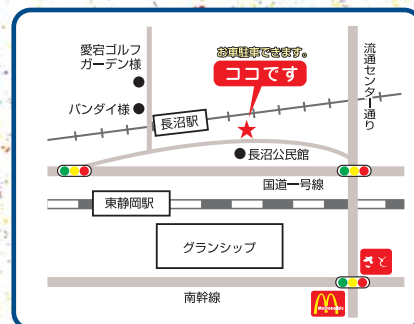 愛宕ゴルフ
ガーデン様
お車駐車できます。
ココです
流通センター通り
バンダイ様
長沼駅
長沼公民館
国道一号線
東静岡駅
グランシップ
さと
McDonald's
南幹線